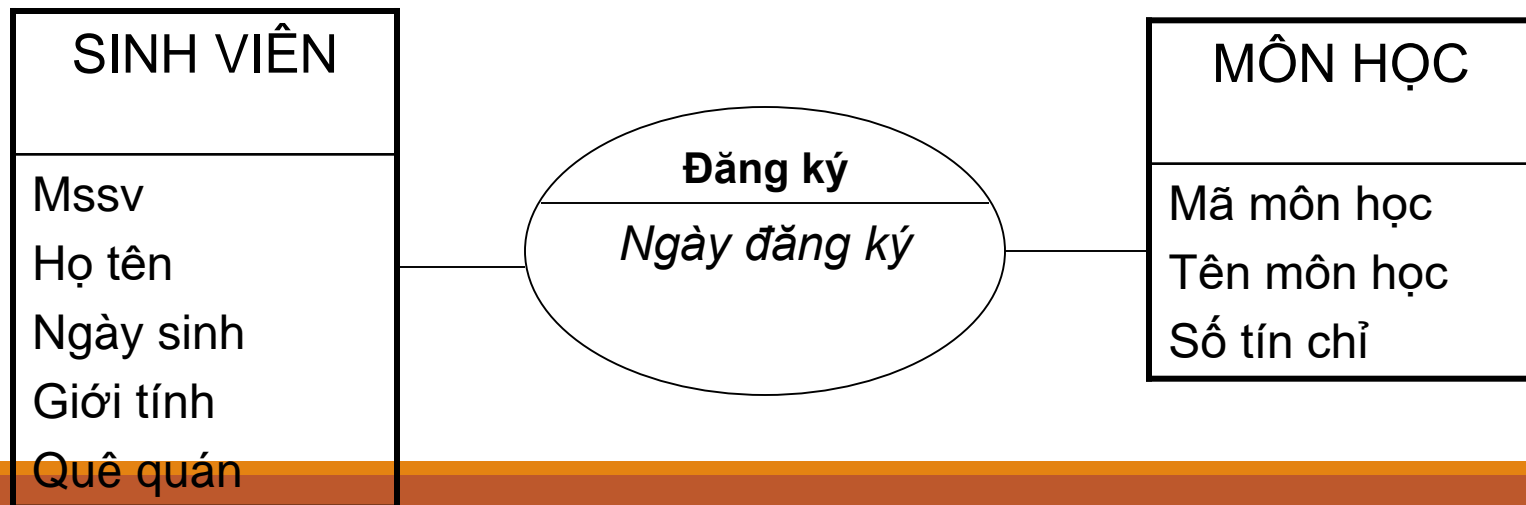 SINH VIÊN
Mssv
Họ tên
Ngày sinh
Giới tính
Quê quán
Đăng ký
Ngày đăng ký
MÔN HỌC
Mã môn học
Tên môn học
Số tín chỉ